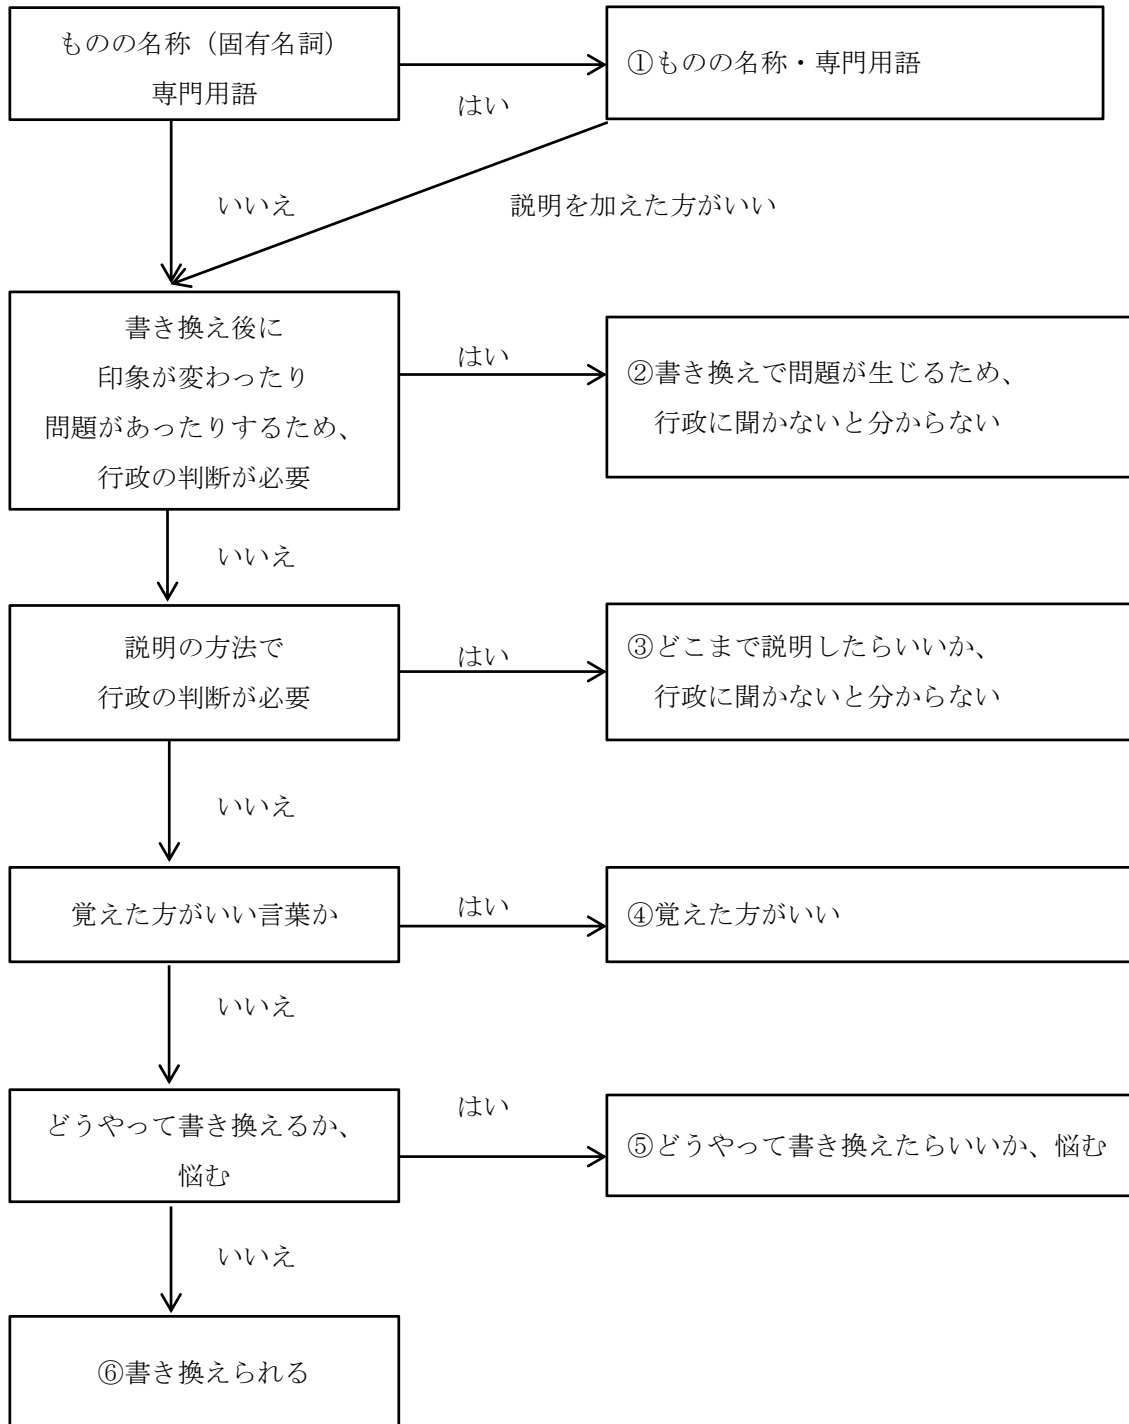 ものの名称（固有名詞）
専門用語
はい
①ものの名称・専門用語
いいえ
説明を加えた方がいい
書き換え後に
印象が変わったり
問題があったりするため、
行政の判断が必要
はい
②書き換えで問題が生じるため、
行政に聞かないと分からない
いいえ
説明の方法で
行政の判断が必要
はい
③どこまで説明したらいいか、
行政に聞かないと分からない
いいえ
覚えた方がいい言葉か
はい
④覚えた方がいい
いいえ
どうやって書き換えるか、
悩む
はい
⑤どうやって書き換えたらいいか、悩む
いいえ
⑥書き換えられる